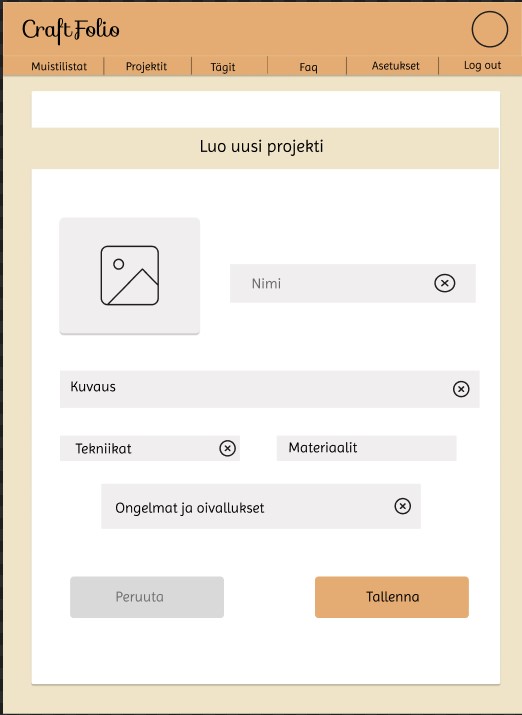 CraftFolio
Muistilistat Projektit Tägit Faq Asetukset Log out
Luo uusi projekti
Nimi
Kuvaus
Tekniikat Materiaalit
Ongelmat ja oivallukset
Peruuta Tallenna